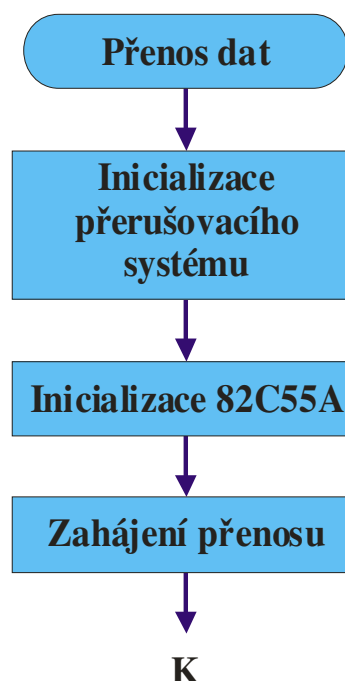 Přenos dat
Inicializace
přerušovacího
systému
Inicializace 82C55A
Zahájení přenosu
K